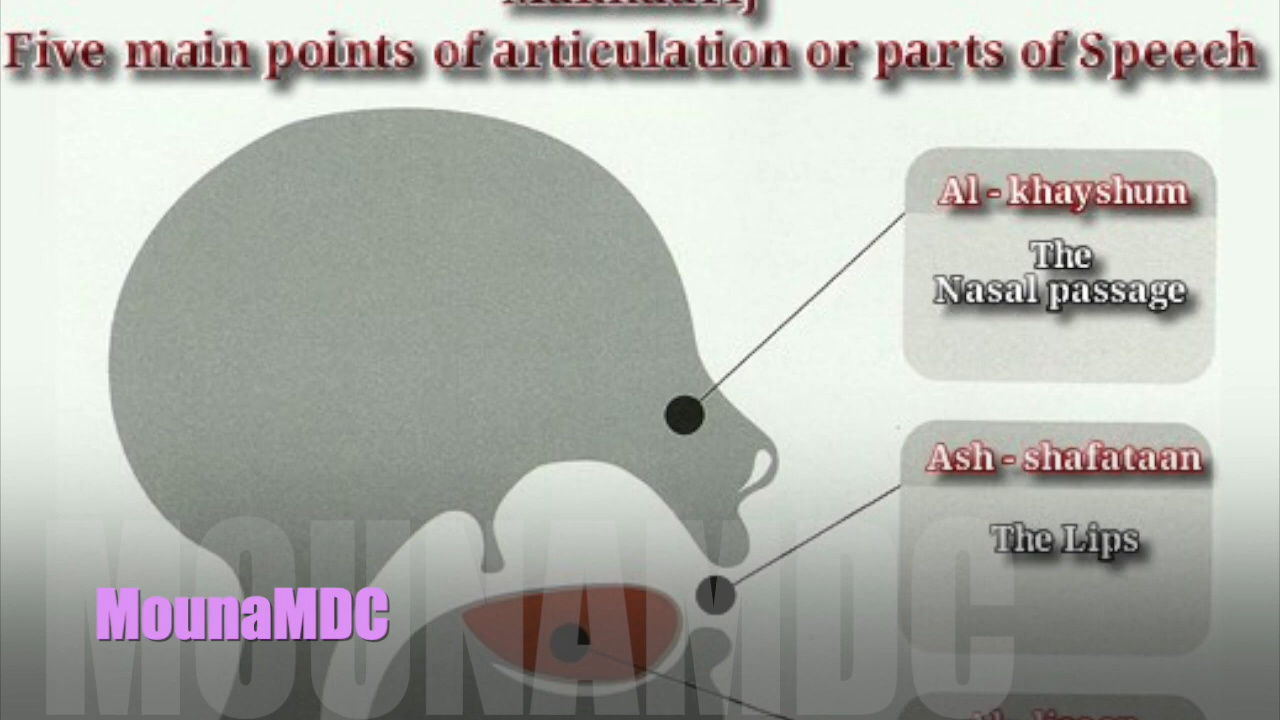 Five main points of articulation or parts of Speech
Al - khayshum
The
Nasal passage
Ash - shafataan
The Lips
MounaMDC
MOUNAMDC